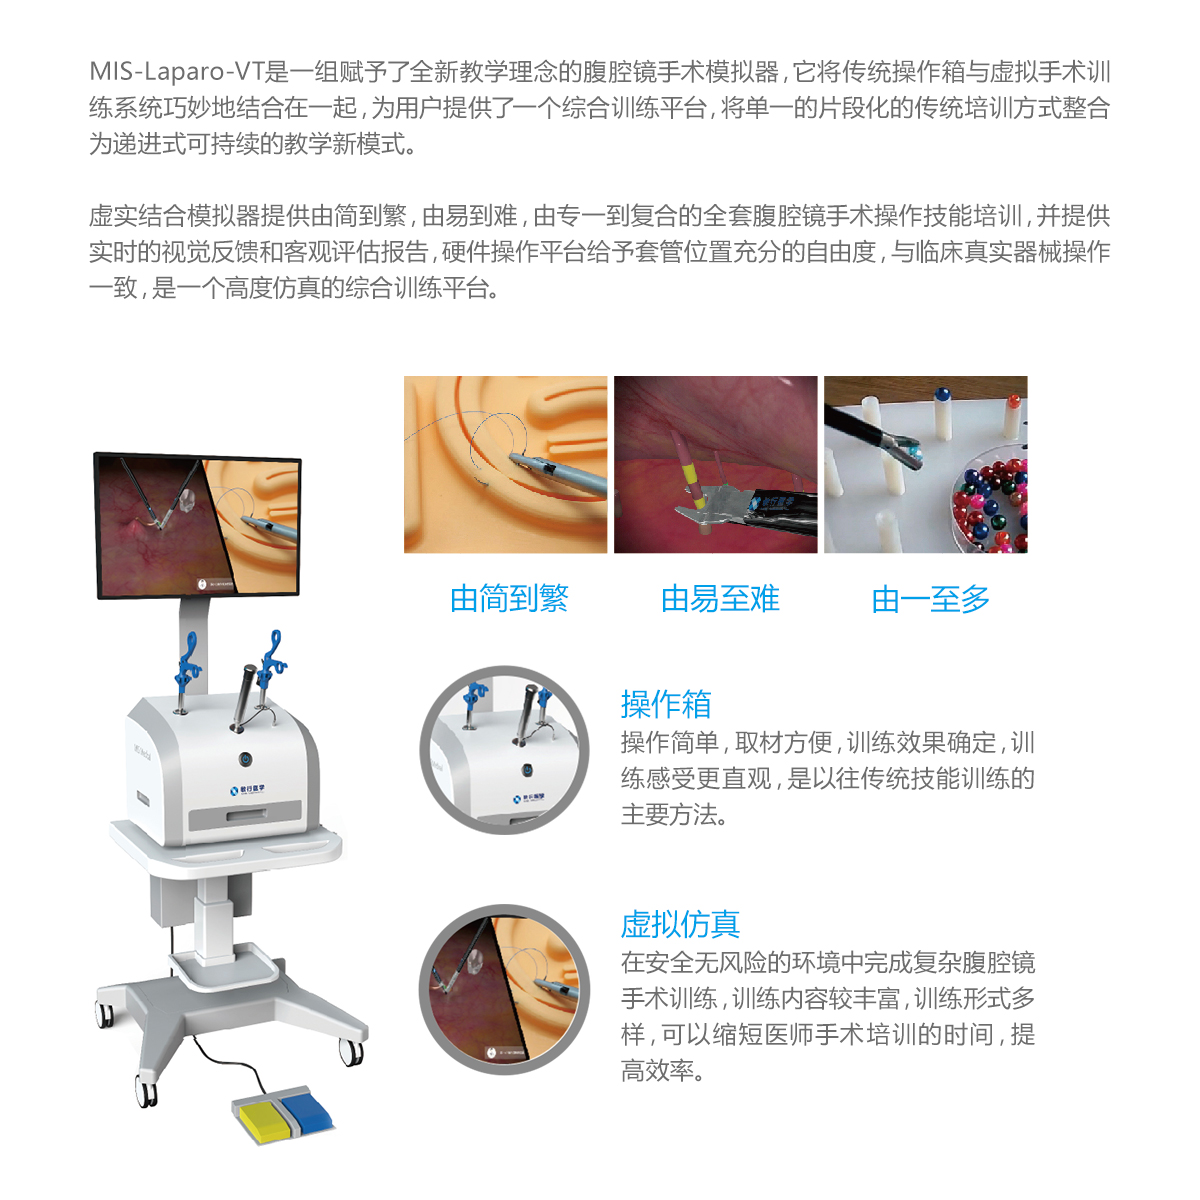 MIS-Laparo-VT是一组赋予了全新教学理念的腹腔镜手术模拟器,它将传统操作箱与虚拟手术训
练系统巧妙地结合在一起,为用户提供了一个综合训练平台,将单一的片段化的传统培训方式整合
为递进式可持续的教学新模式。
虚实结合模拟器提供由简到繁,由易到难,由专一到复合的全套腹腔镜手术操作技能培训,并提供
实时的视觉反馈和客观评估报告,硬件操作平台给予套管位置充分的自由度,与临床真实器械操作
一致,是一个高度仿真的综合训练平台。
敏行医学
由简到繁
由易至难
由一至多
敏行医学
操作箱
操作简单,取材方便,训练效果确定,训
练感受更直观,是以往传统技能训练的
主要方法。
敏行医学
虚拟仿真
在安全无风险的环境中完成复杂腹腔镜
手术训练,训练内容较丰富,训练形式多
样,可以缩短医师手术培训的时间,提
高效率。